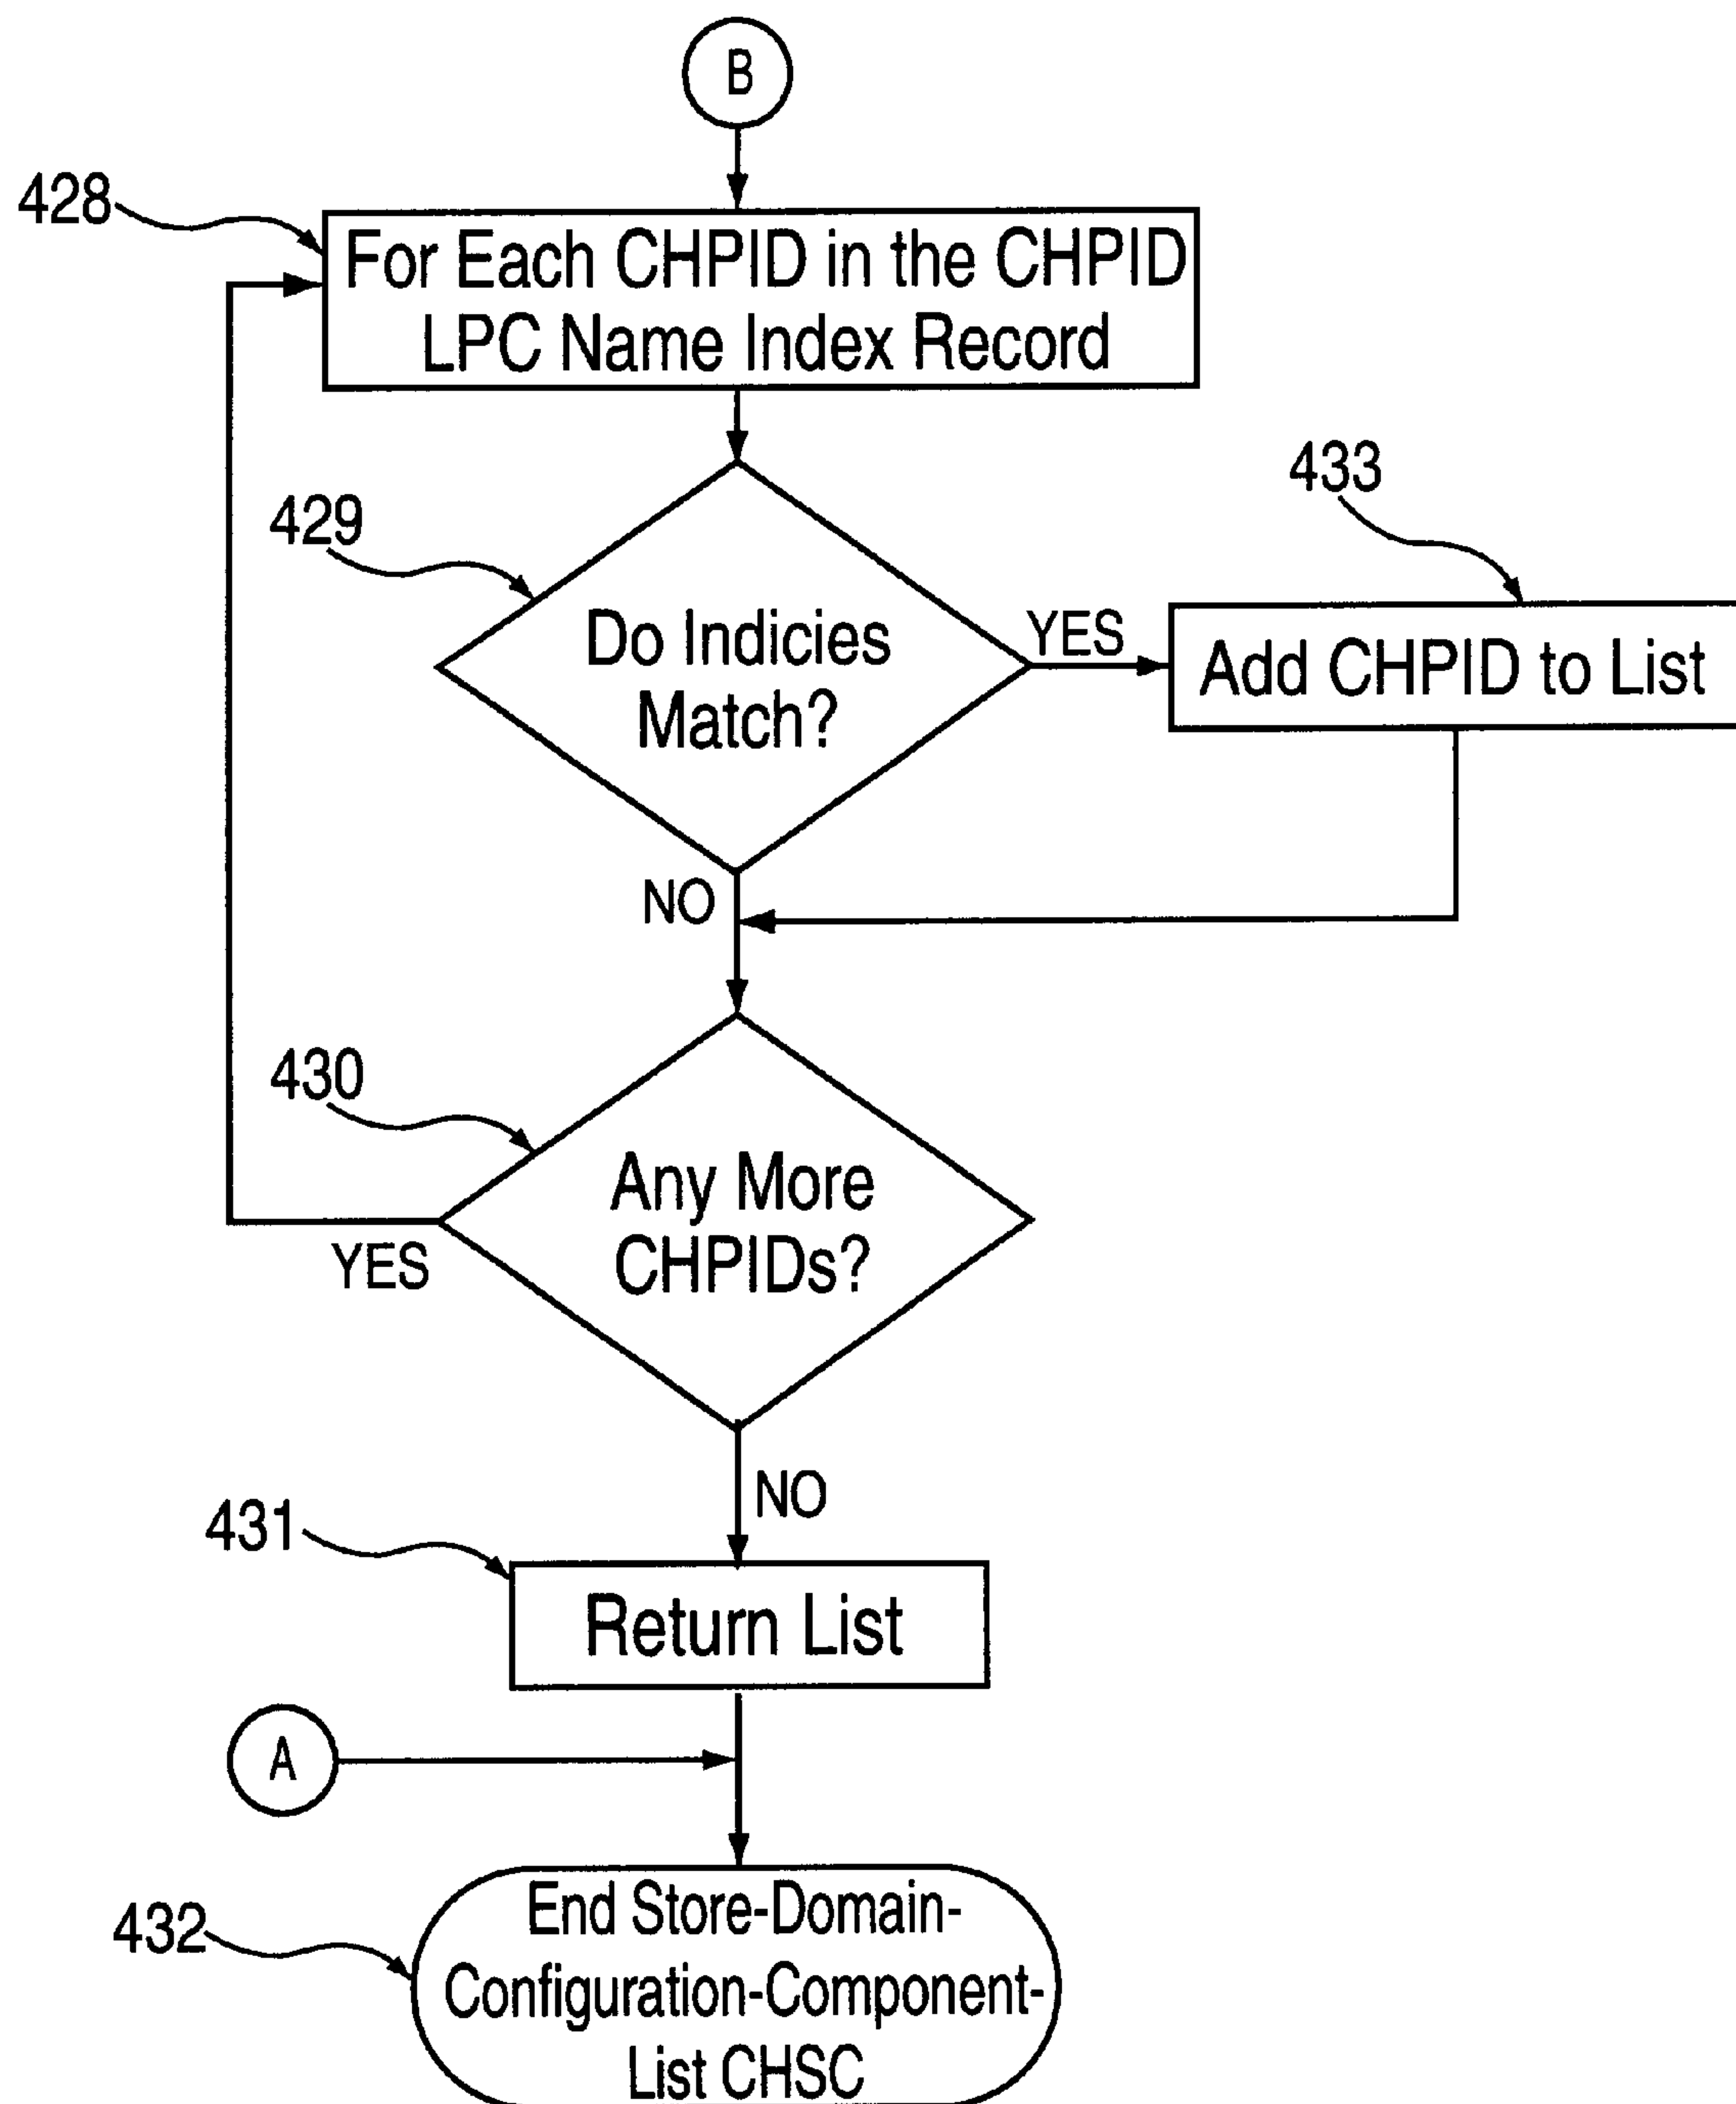 B
428
For Each CHPID in the CHPID
LPC Name Index Record
429
Do Indicies
Match?
YES
433
Add CHPID to List
NO
430
Any More
CHPIDs?
YES
NO
431
Return List
A
432
End Store-Domain-
Configuration-Component-
List CHSC